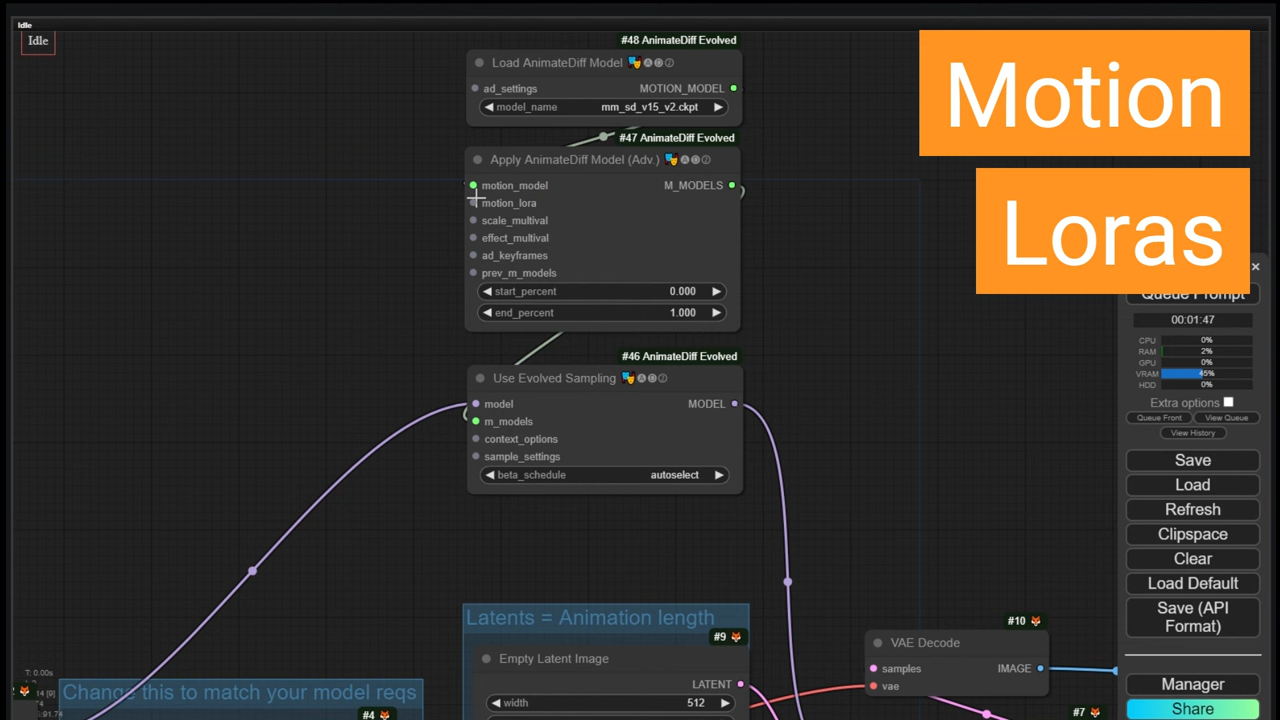 Idle
Idle
#48 AnimateDiff Evolved
Load AnimateDiff Model
ad_settings MOTION_MODEL
model_name mm_sd_v15_v2.ckpt
#47 AnimateDiff Evolved
Apply AnimateDiff Model (Adv.)
motion_model M_MODELS
motion_lora
scale_multival
effect_multival
ad_keyframes
prev_m_models
start_percent 0.000
end_percent 1.000
#46 AnimateDiff Evolved
Use Evolved Sampling
model MODEL
m_models
context_options
sample_settings
beta_schedule autoselect
Latents = Animation length
#9
Empty Latent Image
LATENT
width 512
#10
VAE Decode
samples IMAGE
vae
#7
Change this to match your model reqs
#4
T: 0.00s
Motion
Loras
Queue Prompt
00:01:47
CPU 0%
RAM 2%
GPU 0%
VRAM 45%
HDD 0%
Extra options
Queue Front View Queue
View History
Save
Load
Refresh
Clipspace
Clear
Load Default
Save (API
Format)
Manager
Share